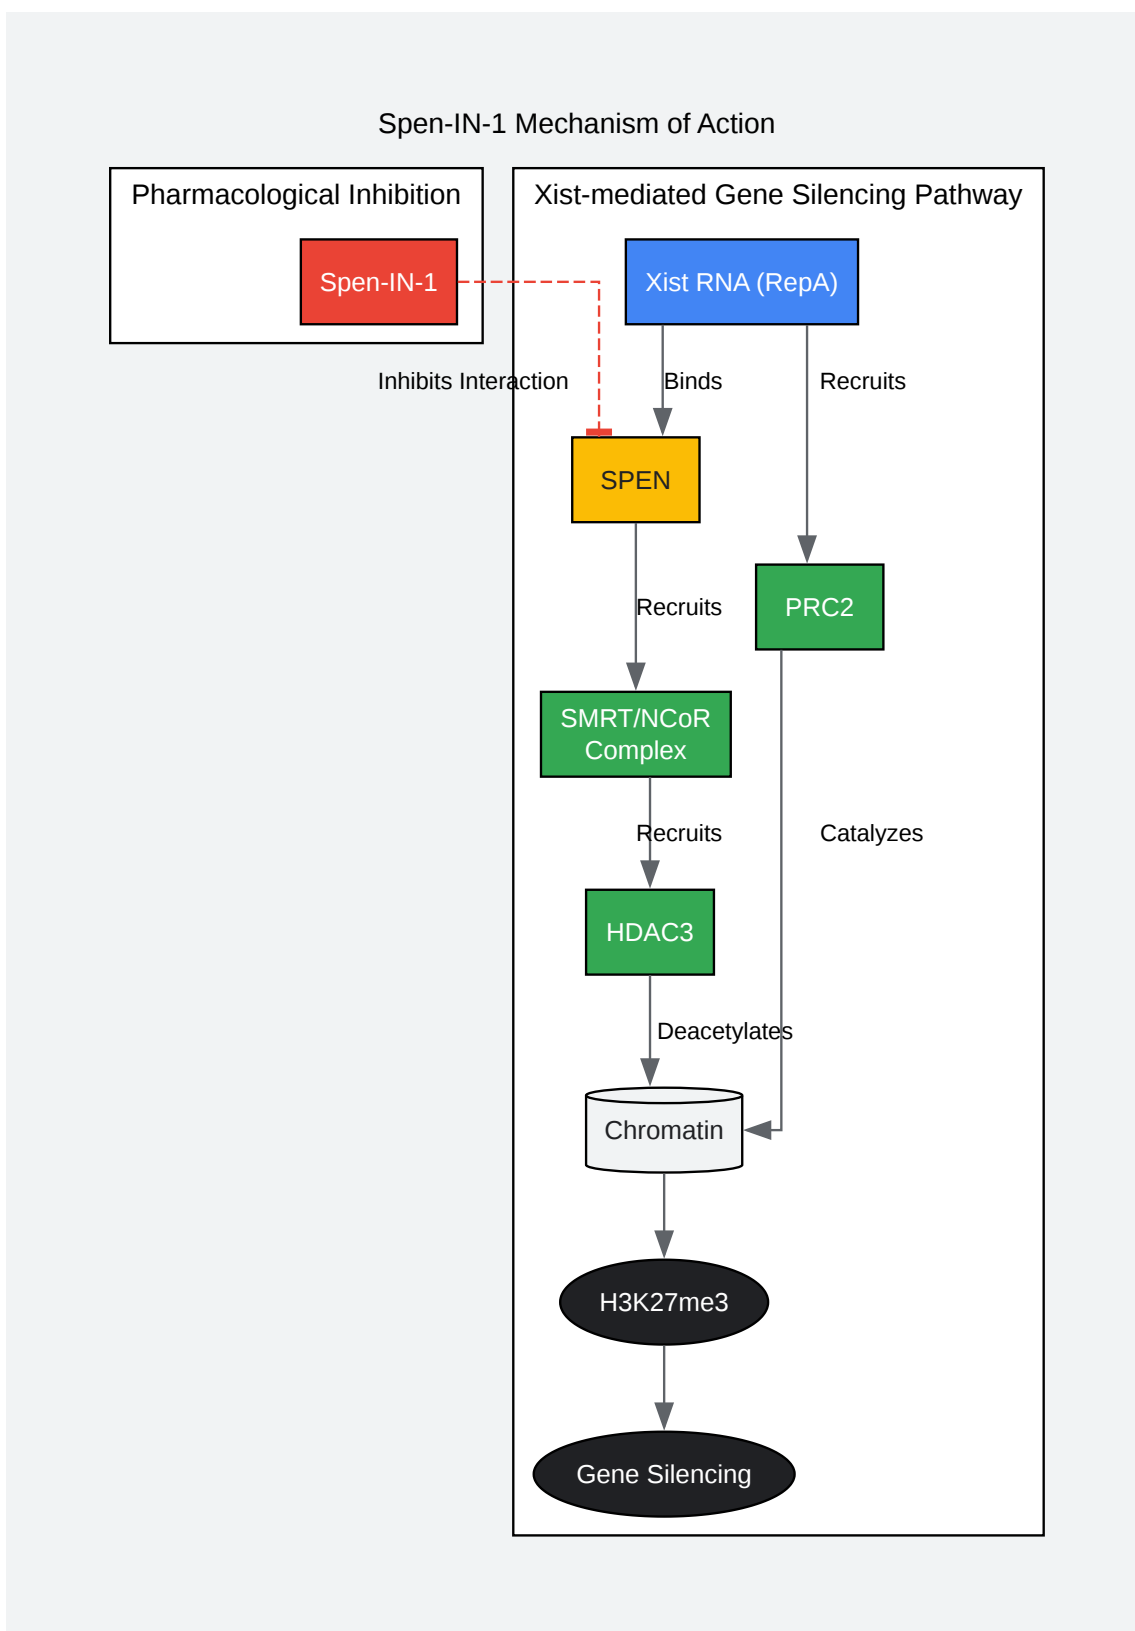 Spen-IN-1 Mechanism of Action
Pharmacological Inhibition
Xist-mediated Gene Silencing Pathway
Spen-IN-1
Xist RNA (RepA)
Inhibits Interaction
Binds
Recruits
SPEN
Recruits
PRC2
SMRT/NCoR
Complex
Recruits
Catalyzes
HDAC3
Deacetylates
Chromatin
H3K27me3
Gene Silencing